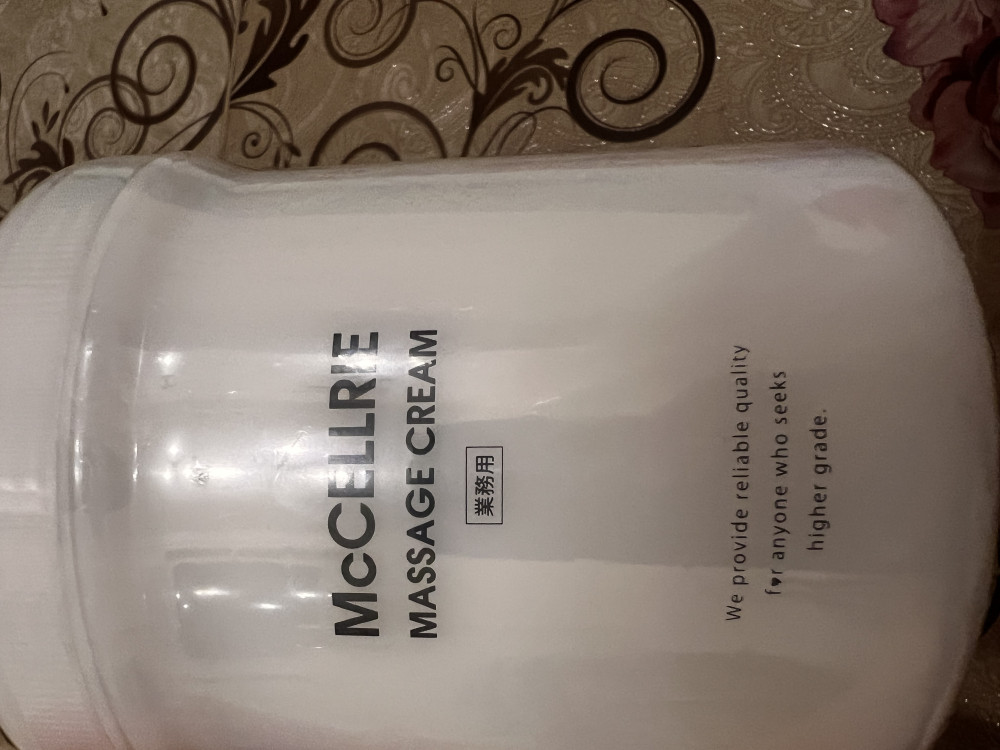 McCELLRIE
MASSAGE CREAM
業務用
We provide reliable quality
f♥r anyone who seeks
higher grade.